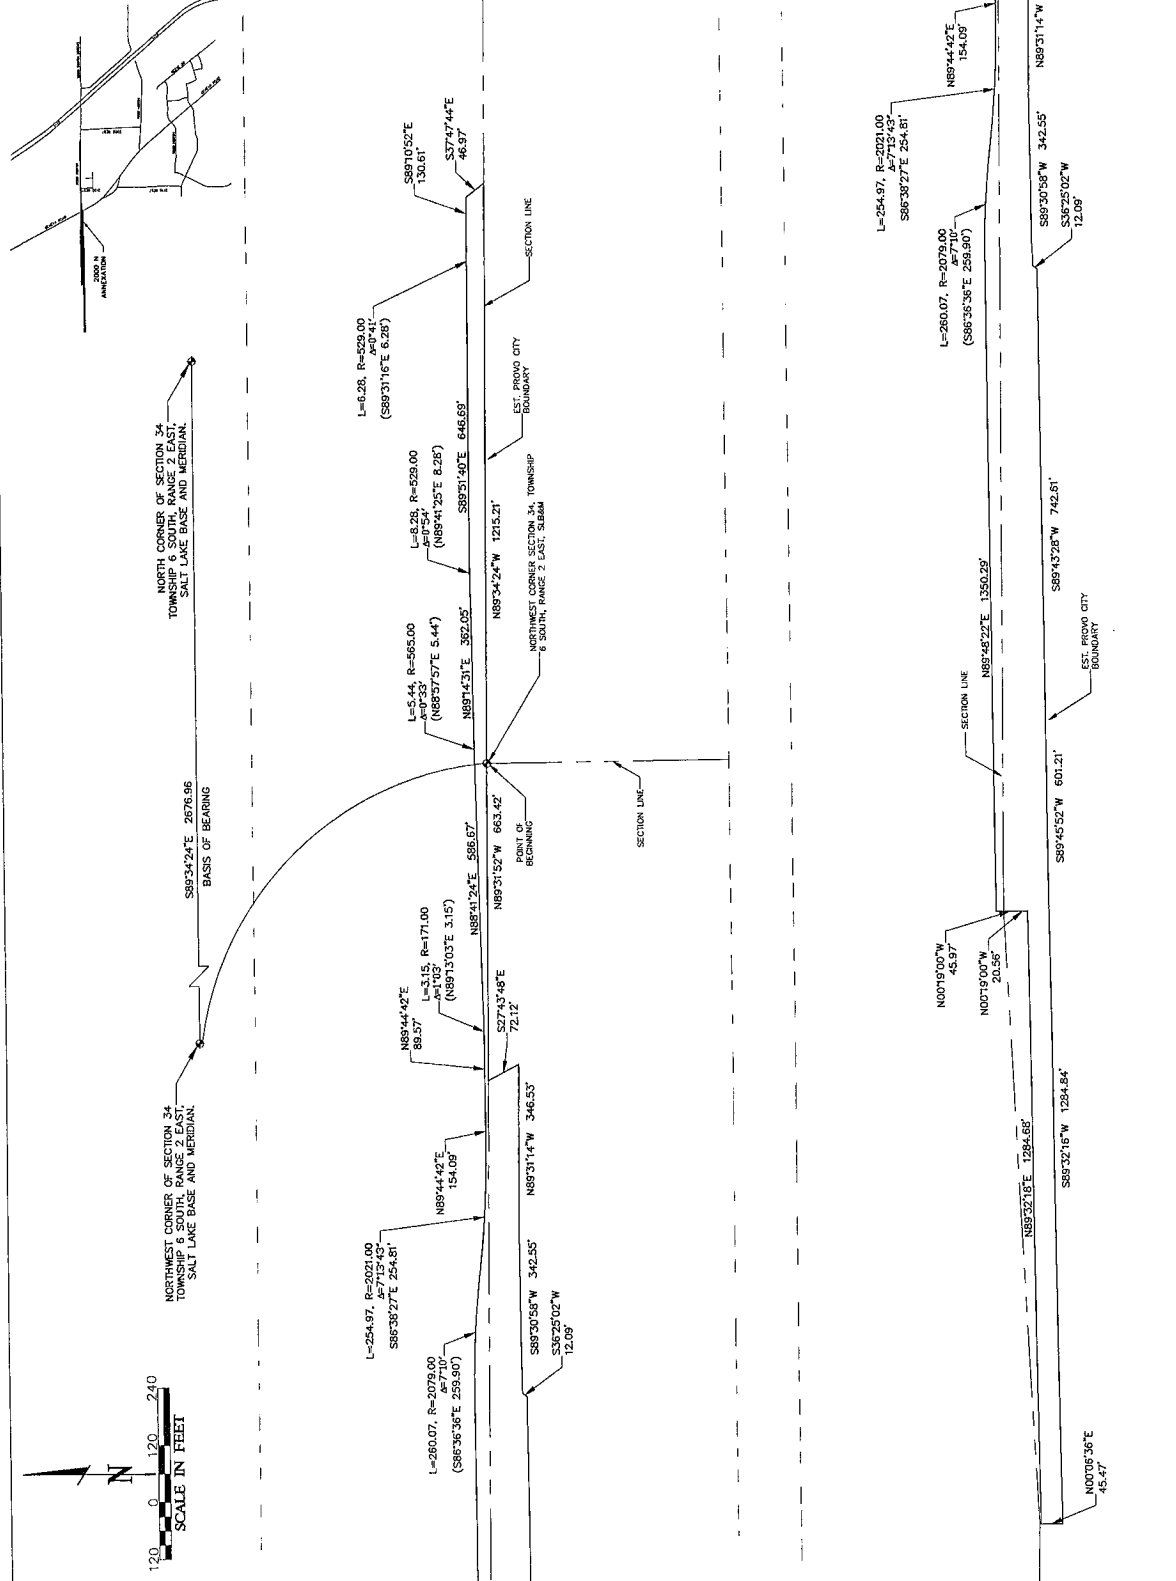 2000 N
ANNEXATION
NORTH CORNER OF SECTION 34
TOWNSHIP 6 SOUTH, RANGE 2 EAST,
SALT LAKE BASE AND MERIDIAN.
S89°34'24"E 2676.96
BASIS OF BEARING
NORTHWEST CORNER OF SECTION 34
TOWNSHIP 6 SOUTH, RANGE 2 EAST,
SALT LAKE BASE AND MERIDIAN.
N
120 0 120 240
SCALE IN FEET
S89°10'52"E
130.61'
S37°47'44"E
46.97'
SECTION LINE
L=6.28, R=529.00
Δ=0°41'
(S89°31'16"E 6.28')
S89°51'40"E 646.69'
EST. PROVO CITY
BOUNDARY
L=8.28, R=529.00
Δ=0°54'
(N89°41'25"E 8.28')
N89°34'24"W 1215.21'
NORTHWEST CORNER SECTION 34, TOWNSHIP
6 SOUTH, RANGE 2 EAST, SLB&M
N89°14'31"E 362.05'
L=5.44, R=565.00
Δ=0°33'
(N88°57'57"E 5.44')
SECTION LINE
POINT OF
BEGINNING
N88°41'24"E 586.67'
N89°31'52"W 663.42'
L=3.15, R=171.00
Δ=1°03'
(N89°13'03"E 3.15')
N89°44'42"E
89.57'
S27°43'48"E
72.12'
N89°44'42"E
154.09'
N89°31'14"W 346.53'
L=254.97, R=2021.00
Δ=7°13'43"
S86°38'27"E 254.81'
S89°30'58"W 342.55'
S36°25'02"W
12.09'
L=260.07, R=2079.00
Δ=7°10'
(S86°36'36"E 259.90')
N89°44'42"E
154.09'
N89°31'14"W
L=254.97, R=2021.00
Δ=7°13'43"
S86°38'27"E 254.81'
S89°30'58"W 342.55'
S36°25'02"W
12.09'
L=260.07, R=2079.00
Δ=7°10'
(S86°36'36"E 259.90')
N89°48'22"E 1350.29'
S89°43'28"W 742.61'
EST. PROVO CITY
BOUNDARY
SECTION LINE
S89°45'52"W 601.21'
N00°19'00"W
45.97'
N00°19'00"W
20.56'
N89°32'18"E 1284.68'
S89°32'16"W 1284.84'
N00°06'36"E
45.47'